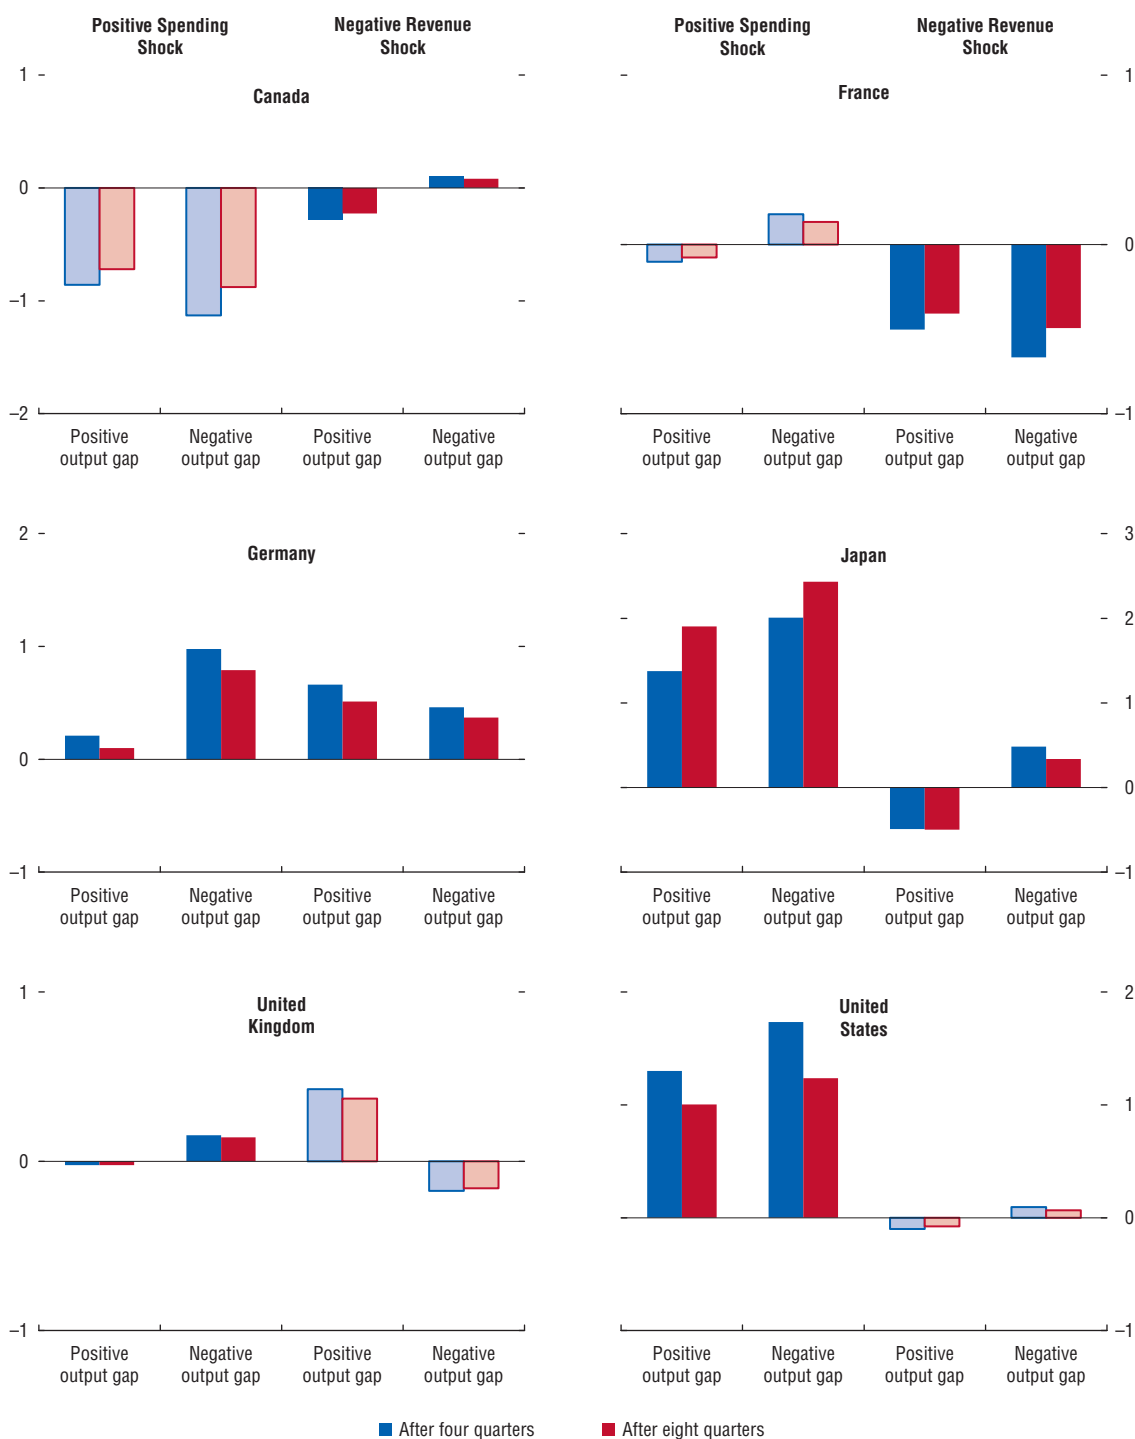 Positive Spending
Shock
Negative Revenue
Shock
Positive Spending
Shock
Negative Revenue
Shock
Canada
1
0
–1
–2
Positive
output gap
Negative
output gap
Positive
output gap
Negative
output gap
France
1
0
–1
Positive
output gap
Negative
output gap
Positive
output gap
Negative
output gap
Germany
2
1
0
–1
Positive
output gap
Negative
output gap
Positive
output gap
Negative
output gap
Japan
3
2
1
0
–1
Positive
output gap
Negative
output gap
Positive
output gap
Negative
output gap
United
Kingdom
1
0
–1
Positive
output gap
Negative
output gap
Positive
output gap
Negative
output gap
United
States
2
1
0
–1
Positive
output gap
Negative
output gap
Positive
output gap
Negative
output gap
After four quarters
After eight quarters